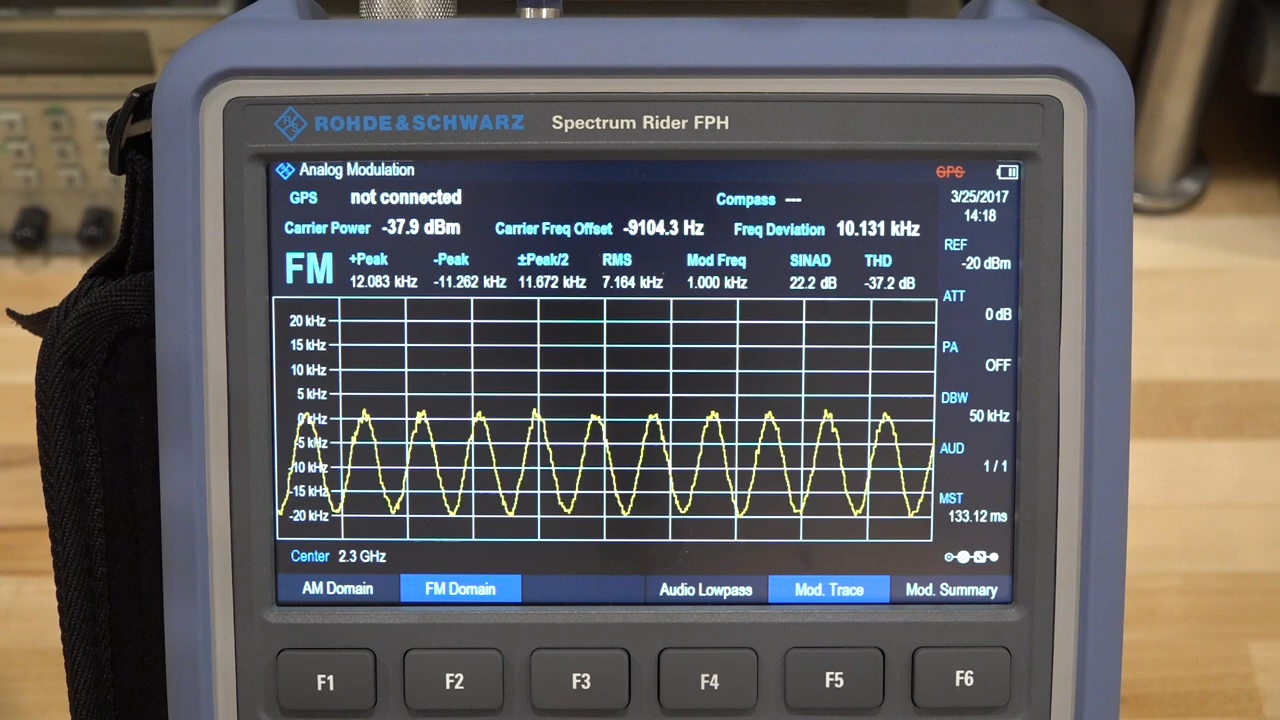 ROHDE & SCHWARZ Spectrum Rider FPH
Analog Modulation GPS
GPS not connected Compass --- 3/25/2017
14:18
Carrier Power -37.9 dBm Carrier Freq Offset -9104.3 Hz Freq Deviation 10.131 kHz
FM +Peak -Peak ±Peak/2 RMS Mod Freq SINAD THD
12.083 kHz -11.262 kHz 11.672 kHz 7.164 kHz 1.000 kHz 22.2 dB -37.2 dB
REF
-20 dBm
ATT
0 dB
PA
OFF
DBW
50 kHz
AUD
1 / 1
MST
133.12 ms
20 kHz
15 kHz
10 kHz
5 kHz
0 kHz
-5 kHz
-10 kHz
-15 kHz
-20 kHz
Center 2.3 GHz
AM Domain FM Domain Audio Lowpass Mod. Trace Mod. Summary
F1 F2 F3 F4 F5 F6